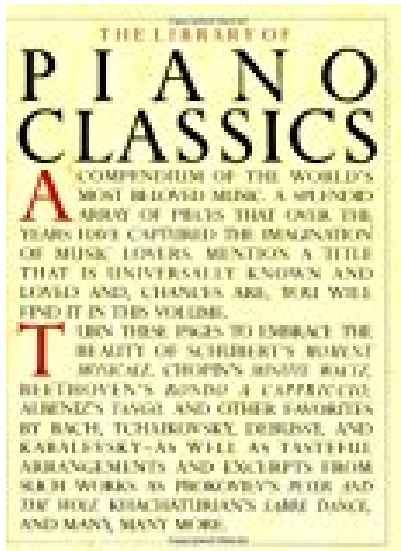 THE LIBRARY OF
PIANO
CLASSICS
A COMPENDIUM OF THE WORLD'S
MOST BELOVED MUSIC. A SPLENDID
ARRAY OF PIECES THAT OVER THE
YEARS HAVE CAPTURED THE IMAGINATION
OF MUSIC LOVERS. MENTION A TITLE
THAT IS UNIVERSALLY KNOWN AND
LOVED AND, CHANCES ARE, YOU WILL
FIND IT IN THIS VOLUME.
TURN THESE PAGES TO EMBRACE THE
BEAUTY OF SCHUBERT'S MOMENT
MUSICALE, CHOPIN'S MINUTE WALTZ,
BEETHOVEN'S RONDO A CAPPRICCIO,
ALBENIZ'S TANGO, AND OTHER FAVORITES
BY BACH, TCHAIKOVSKY, DEBUSSY, AND
KABALEVSKY-AS WELL AS TASTEFUL
ARRANGEMENTS AND EXCERPTS FROM
SUCH WORKS AS PROKOVIEV'S PETER AND
THE WOLF, KHACHATURIAN'S SABRE DANCE,
AND MANY, MANY MORE.